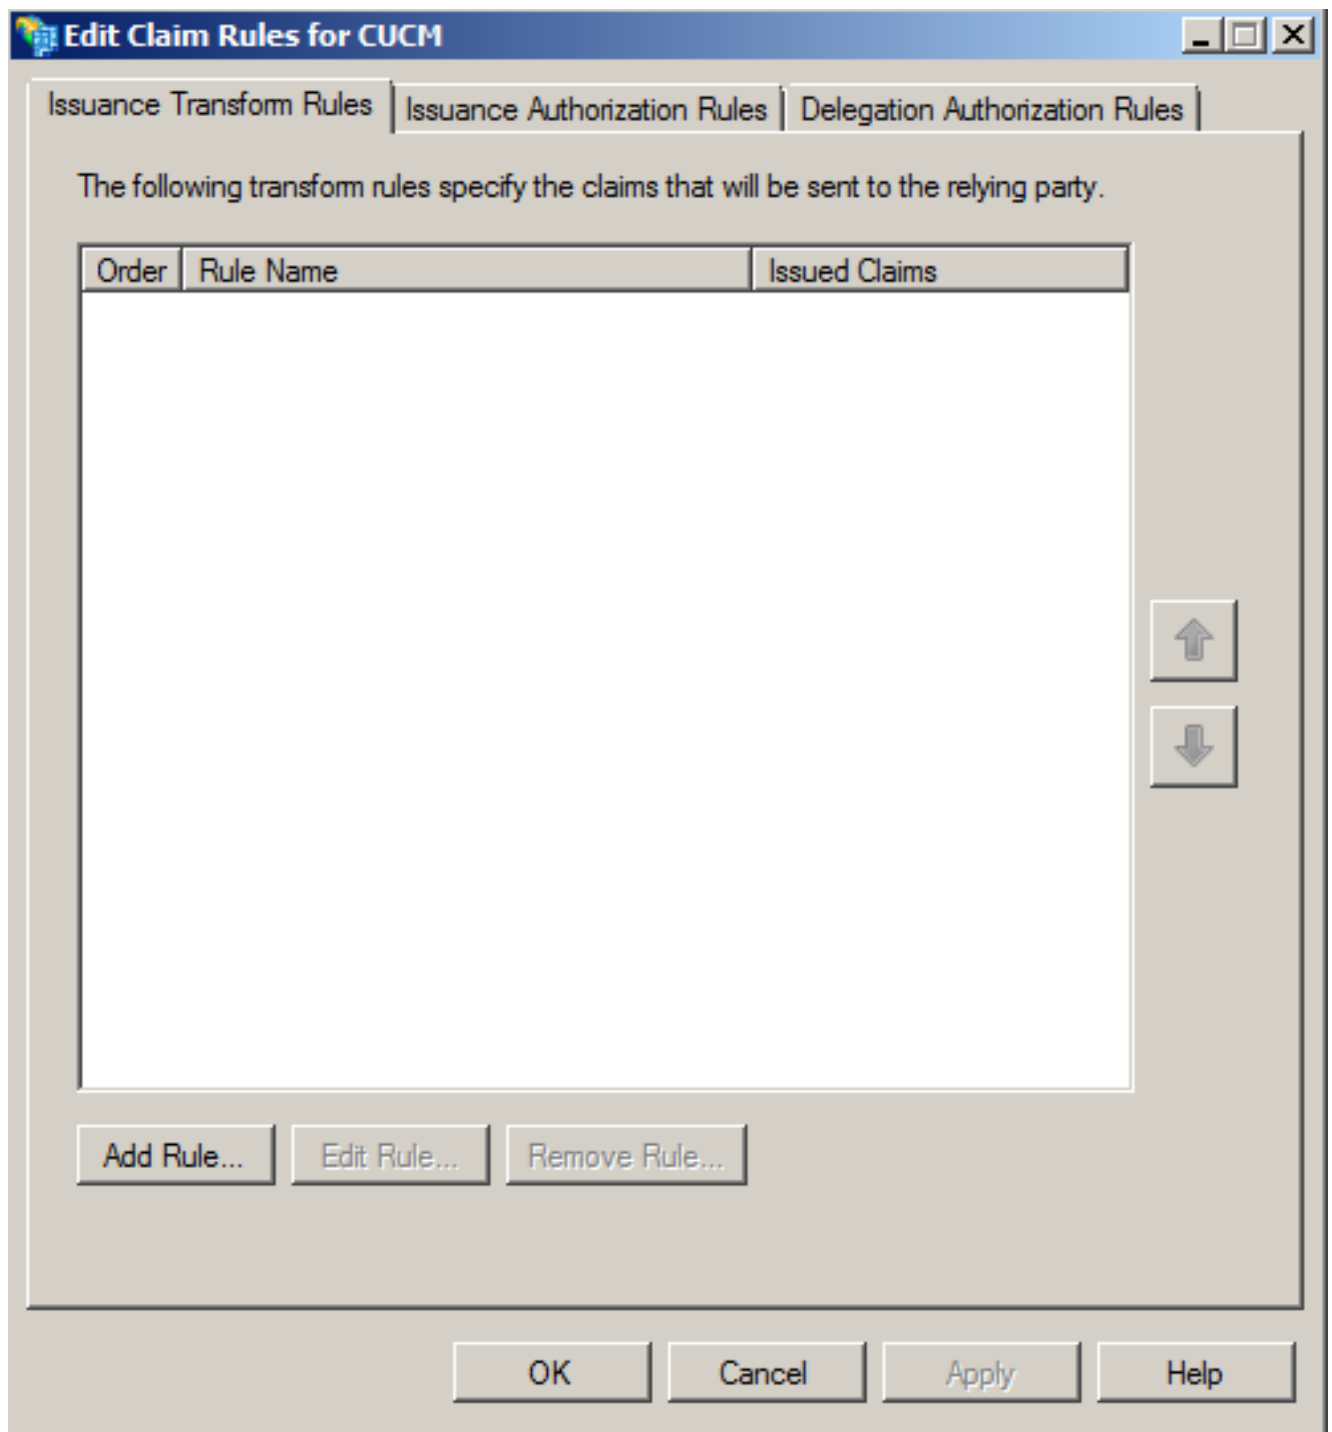 Edit Claim Rules for CUCM
Issuance Transform Rules Issuance Authorization Rules Delegation Authorization Rules
The following transform rules specify the claims that will be sent to the relying party.
Order Rule Name Issued Claims
Add Rule... Edit Rule... Remove Rule...
OK Cancel Apply Help